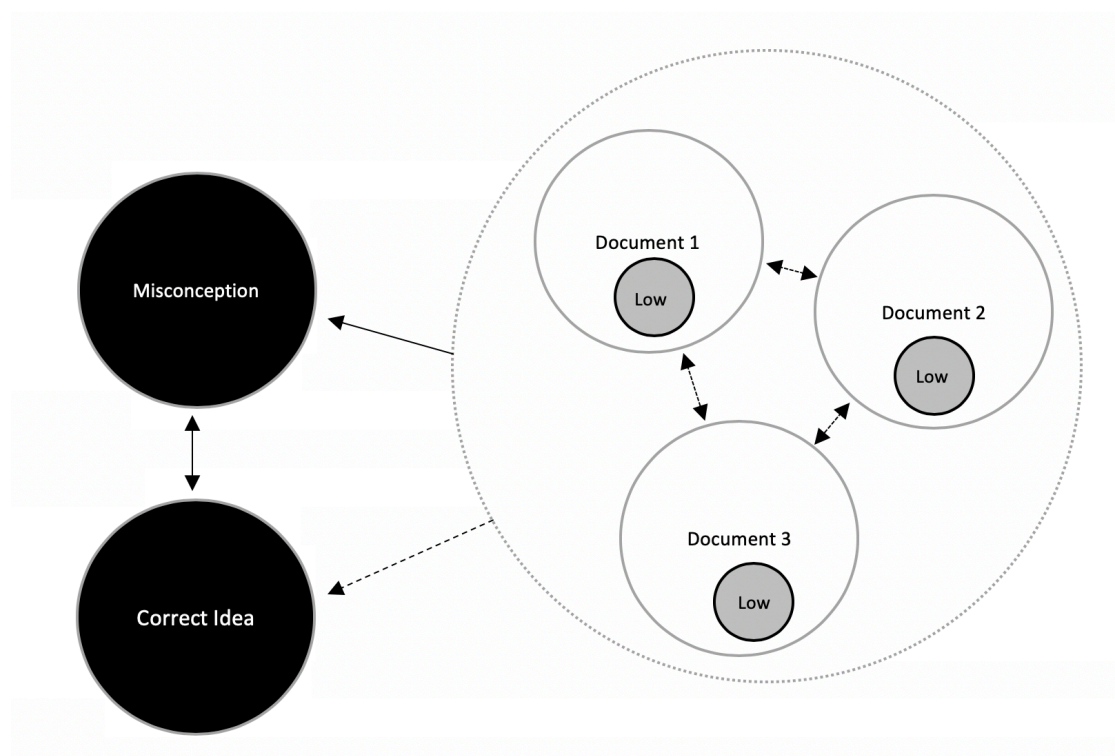 Misconception
Correct Idea
Document 1
Low
Document 2
Low
Document 3
Low